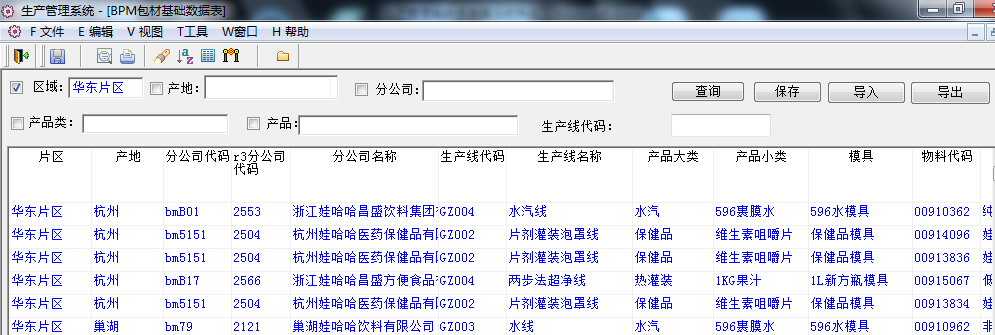 生产管理系统 - [BPM包材基础数据表]
F 文件 E 编辑 V 视图 T工具 W窗口 H 帮助
区域: 华东片区 产地: 分公司: 查询 保存 导入 导出
产品类: 产品: 生产线代码:
片区 产地 分公司代码 r3分公司代码 分公司名称 生产线代码 生产线名称 产品大类 产品小类 模具 物料代码
华东片区 杭州 bmB01 2553 浙江娃哈哈昌盛饮料集团 GZ004 水汽线 水汽 596裹膜水 596水模具 00910362 纯
华东片区 杭州 bm5151 2504 杭州娃哈哈医药保健品有 GZ002 片剂灌装泡罩线 保健品 维生素咀嚼片 保健品模具 00914096 娃
华东片区 杭州 bm5151 2504 杭州娃哈哈医药保健品有 GZ002 片剂灌装泡罩线 保健品 维生素咀嚼片 保健品模具 00913836 娃
华东片区 杭州 bmB17 2566 浙江娃哈哈昌盛方便食品 GZ004 两步法超净线 热灌装 1KG果汁 1L新方瓶模具 00915067
华东片区 杭州 bm5151 2504 杭州娃哈哈医药保健品有 GZ002 片剂灌装泡罩线 保健品 维生素咀嚼片 保健品模具 00913834 娃
华东片区 巢湖 bm79 2121 巢湖娃哈哈饮料有限公司 GZ003 水线 水汽 596裹膜水 596水模具 00910962 非